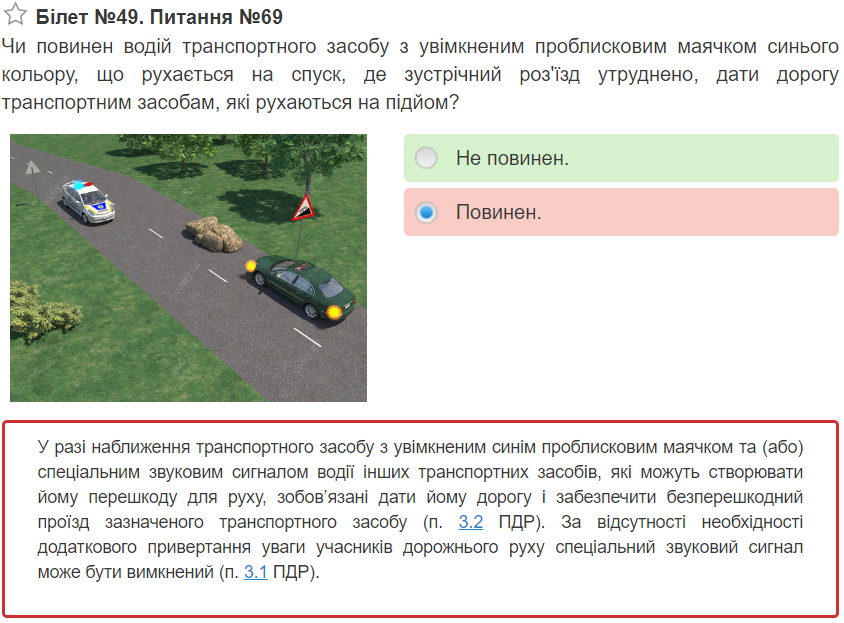 Білет №49. Питання №69
Чи повинен водій транспортного засобу з увімкненим проблисковим маячком синього
кольору, що рухається на спуск, де зустрічний роз'їзд утруднено, дати дорогу
транспортним засобам, які рухаються на підйом?
Не повинен.
Повинен.
У разі наближення транспортного засобу з увімкненим синім проблисковим маячком та (або)
спеціальним звуковим сигналом водії інших транспортних засобів, які можуть створювати
йому перешкоду для руху, зобов’язані дати йому дорогу і забезпечити безперешкодний
проїзд зазначеного транспортного засобу (п. 3.2 ПДР). За відсутності необхідності
додаткового привертання уваги учасників дорожнього руху спеціальний звуковий сигнал
може бути вимкнений (п. 3.1 ПДР).